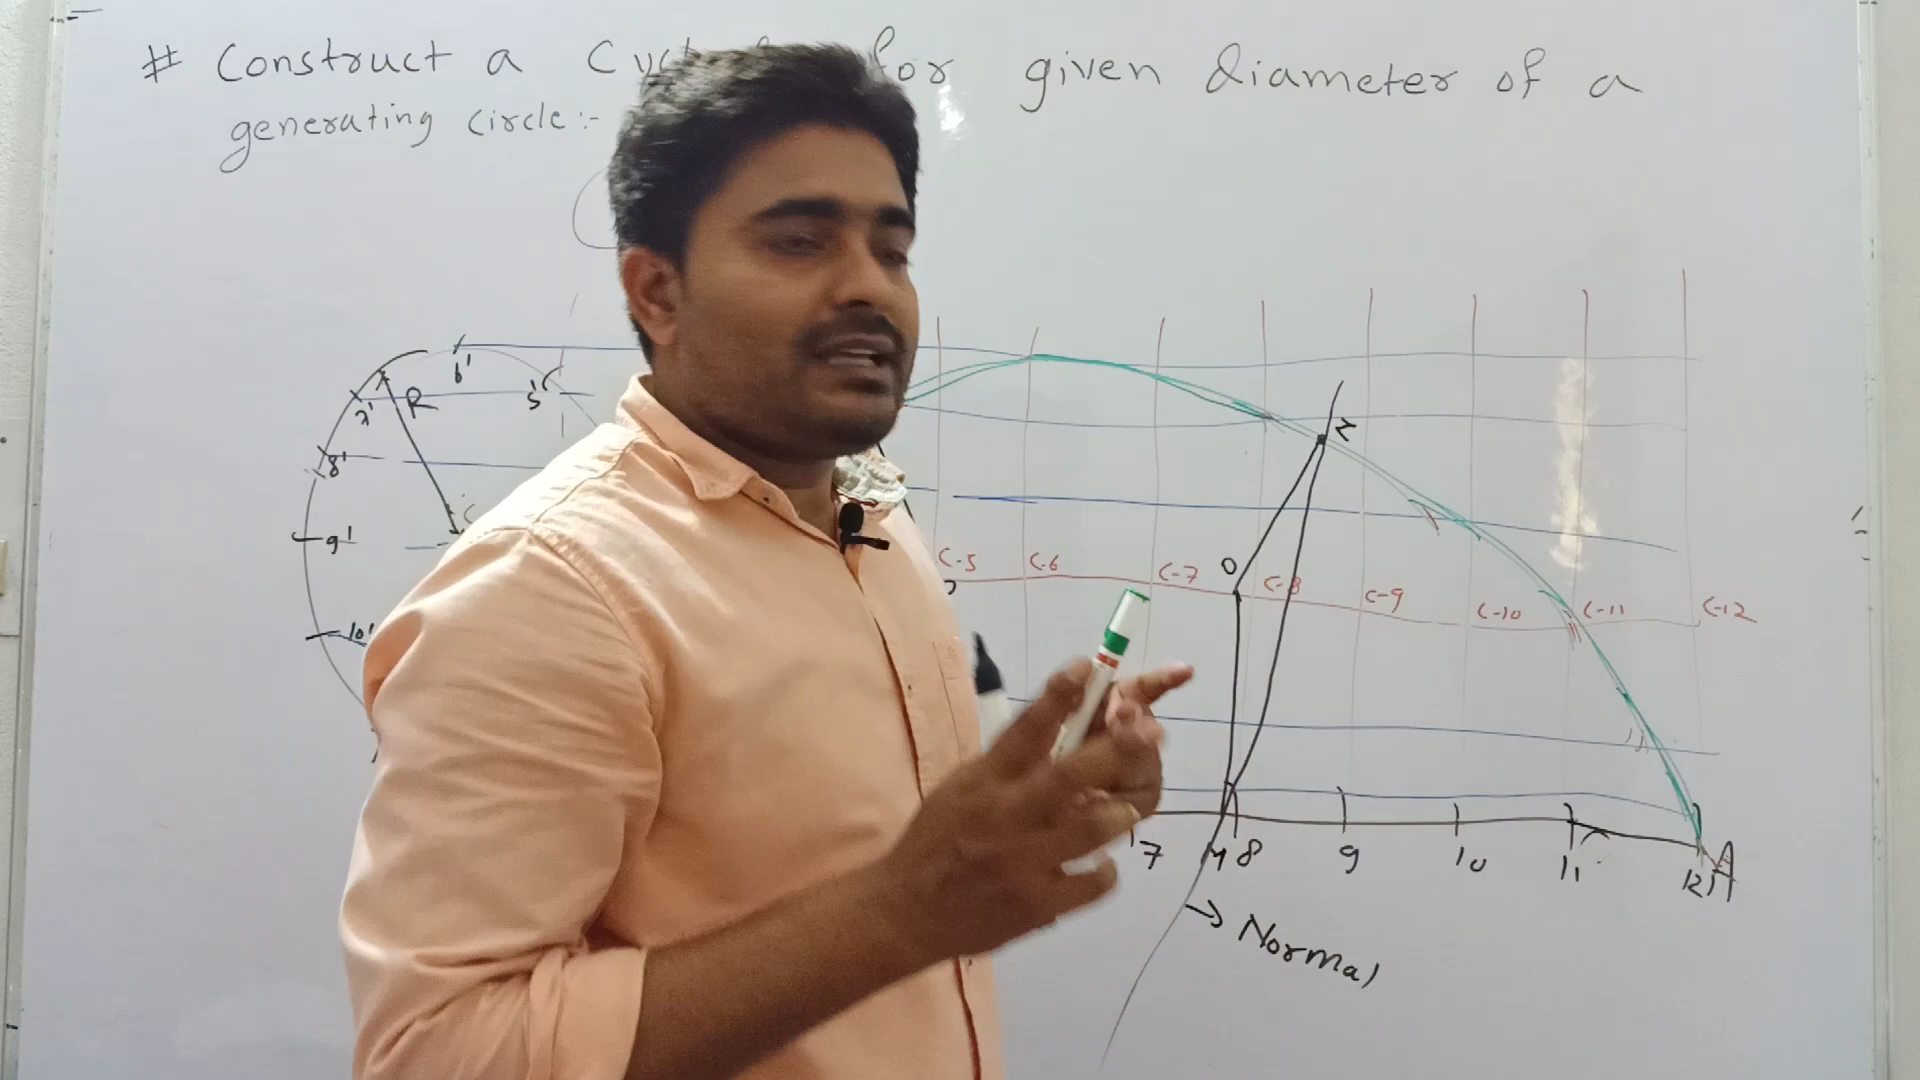 # Construct a for given diameter of a
generating circle:-
6'
5'
7'
R
8'
C
9'
10'
Z
O
C-5 C-6 C-7 C-8 C-9 C-10 C-11 C-12
7 8 9 10 11 12 A
→ Normal